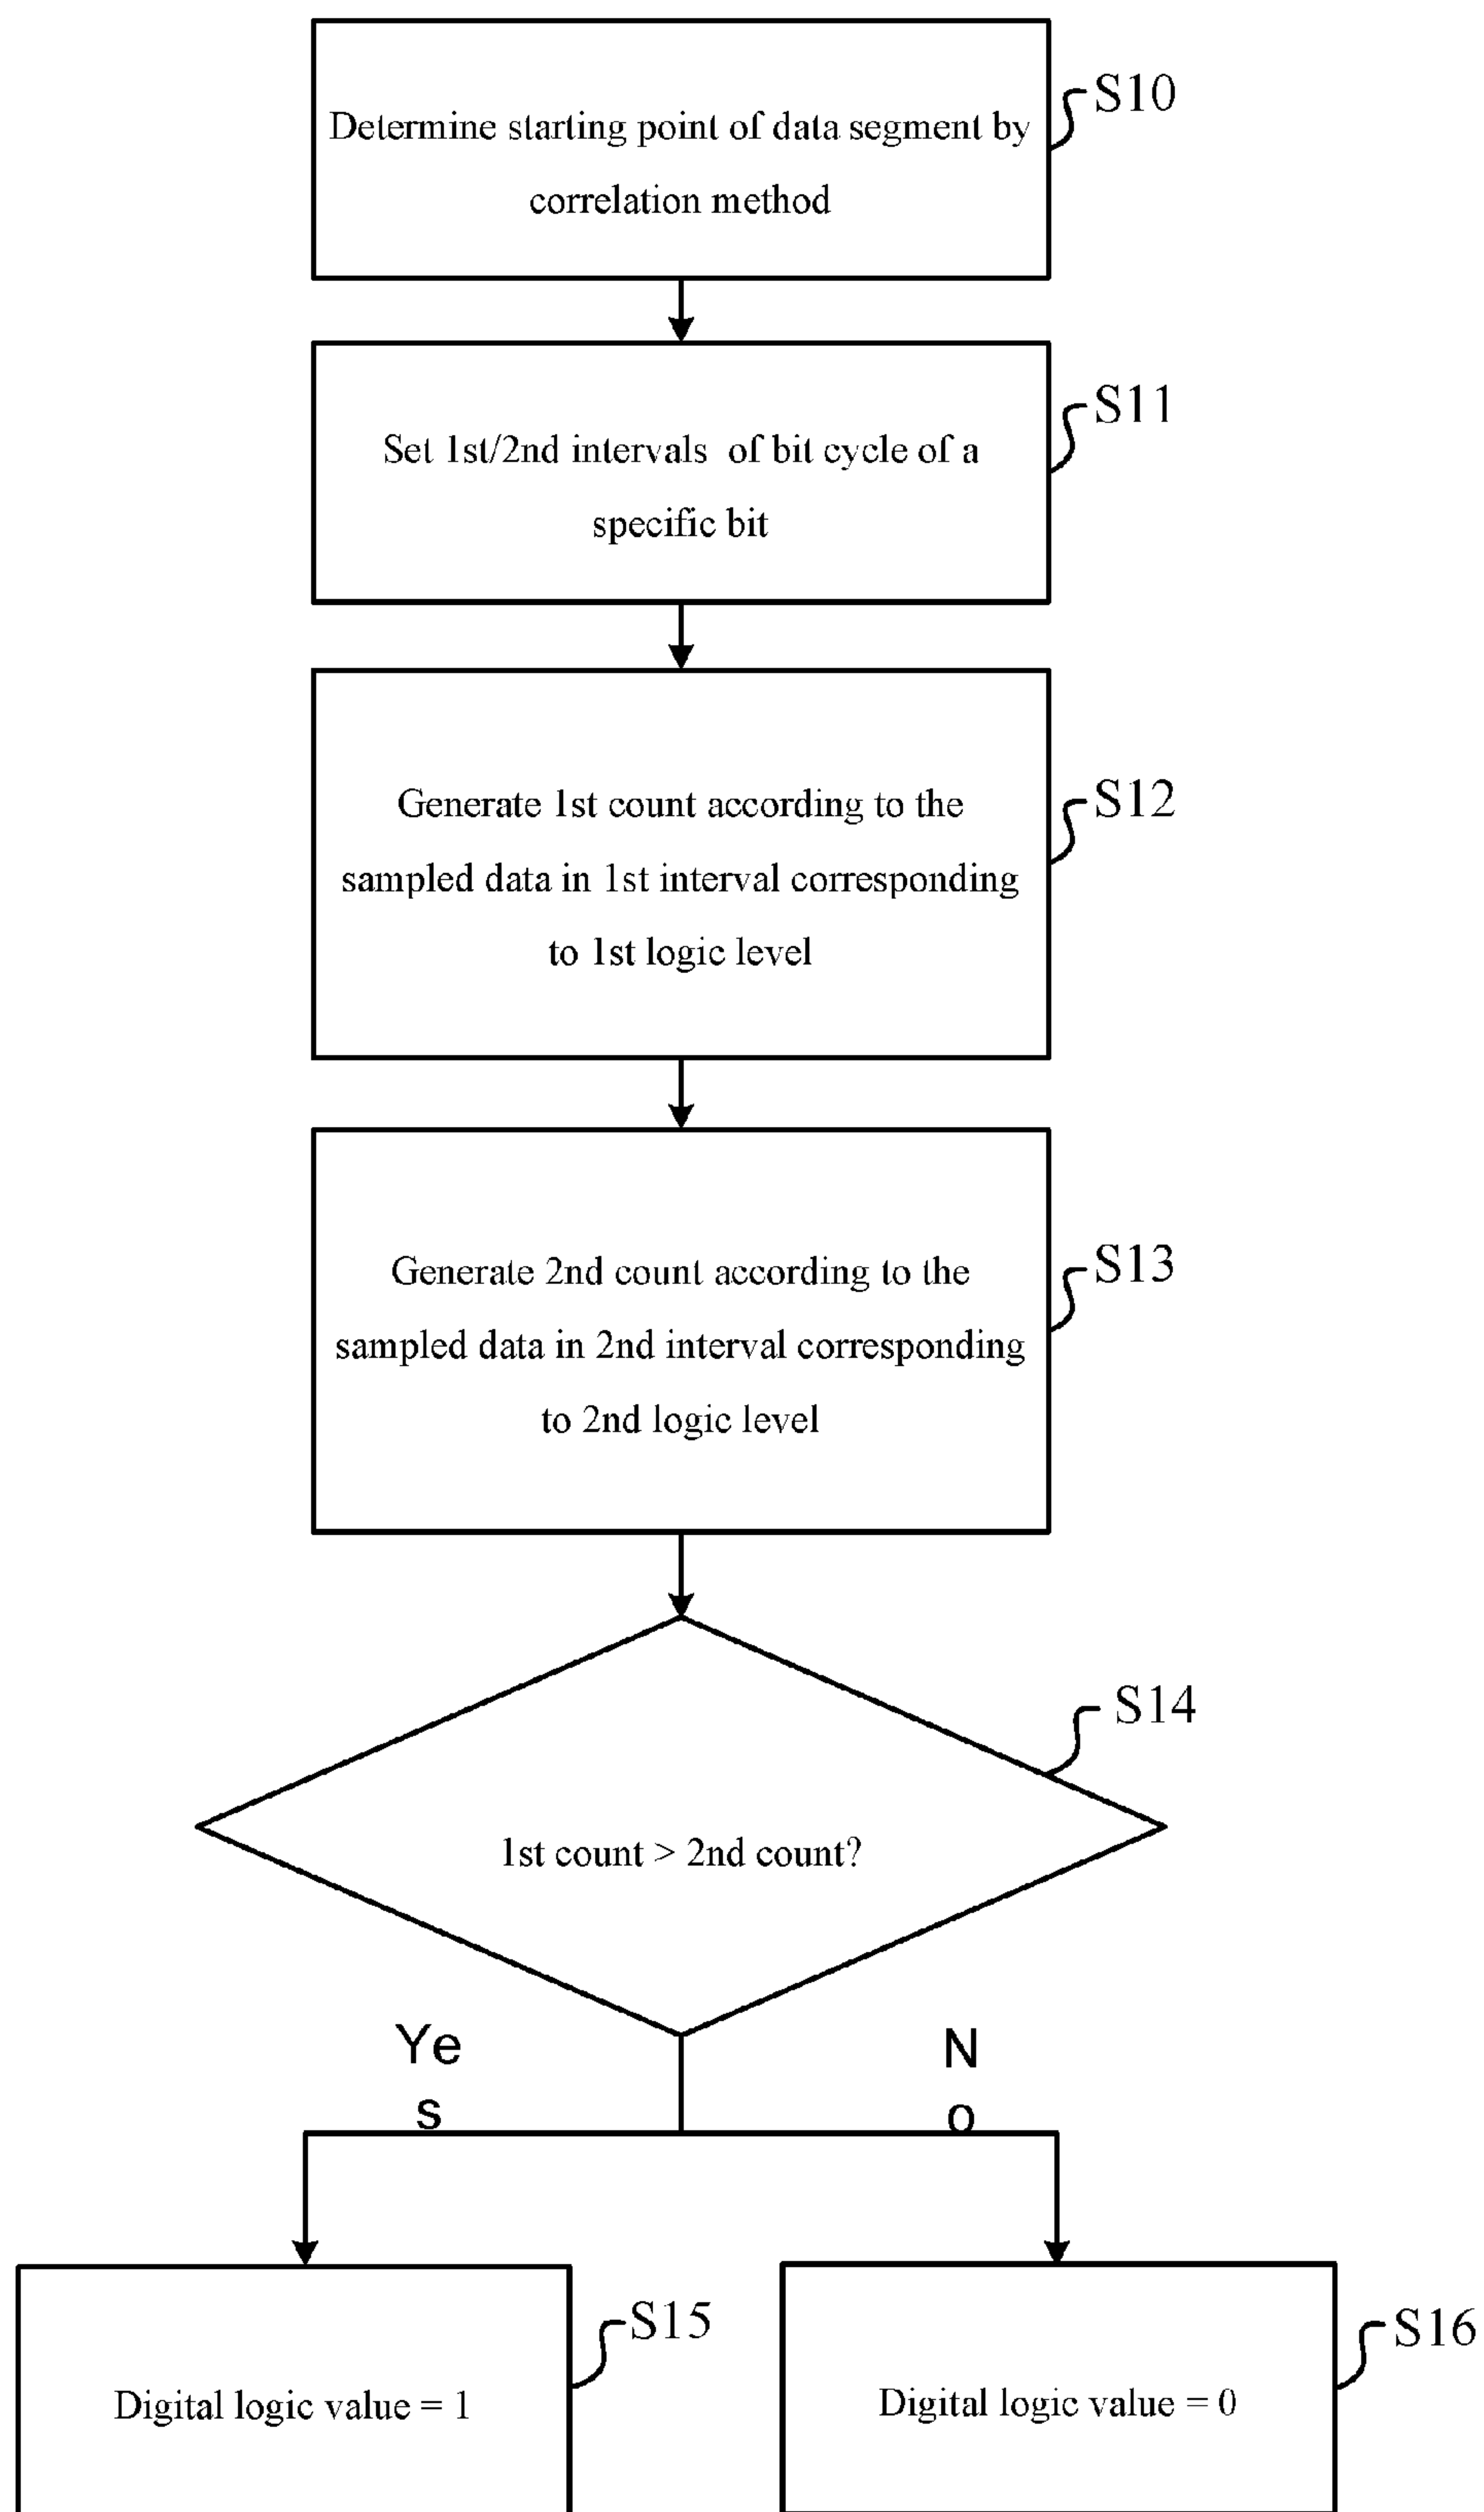 S10
Determine starting point of data segment by
correlation method
S11
Set 1st/2nd intervals of bit cycle of a
specific bit
S12
Generate 1st count according to the
sampled data in 1st interval corresponding
to 1st logic level
S13
Generate 2nd count according to the
sampled data in 2nd interval corresponding
to 2nd logic level
S14
1st count > 2nd count?
Ye
s
N
o
S15
Digital logic value = 1
S16
Digital logic value = 0